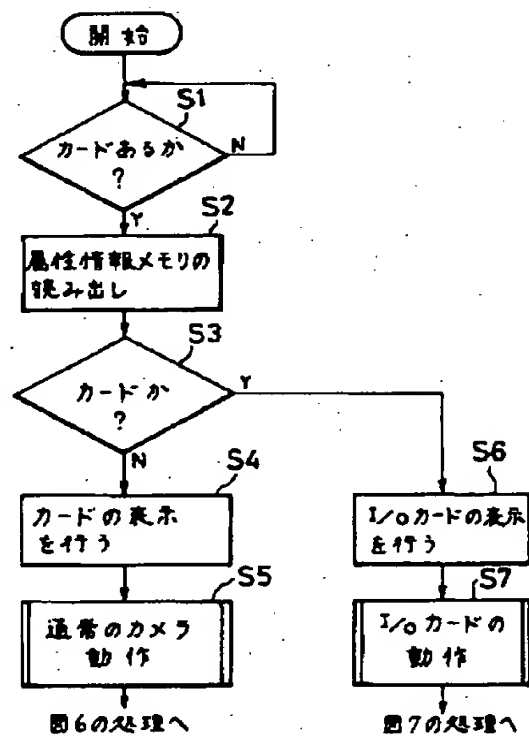 開始
S1
カードあるか
?
N
Y
S2
属性情報メモリの
読み出し
S3
カードか
?
Y
N
S4
カードの表示
を行う
S6
I/Oカードの表示
を行う
S5
通常のカメラ
動作
S7
I/Oカードの
動作
図6の処理へ
図7の処理へ